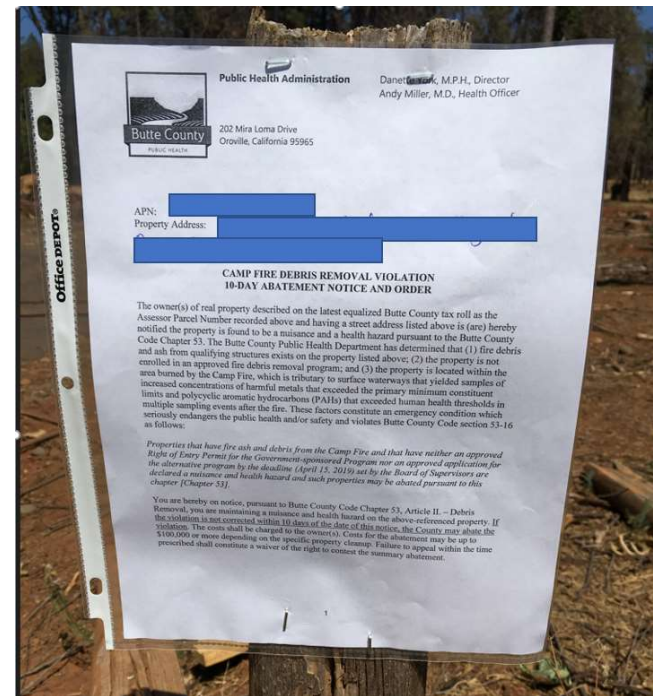 Public Health Administration
Danette York, M.P.H., Director
Andy Miller, M.D., Health Officer
Butte County
PUBLIC HEALTH
202 Mira Loma Drive
Oroville, California 95965
Office DEPOT®
APN:
Property Address:
CAMP FIRE DEBRIS REMOVAL VIOLATION
10-DAY ABATEMENT NOTICE AND ORDER
The owner(s) of real property described on the latest equalized Butte County tax roll as the
Assessor Parcel Number recorded above and having a street address listed above is (are) hereby
notified the property is found to be a nuisance and a health hazard pursuant to the Butte County
Code Chapter 53. The Butte County Public Health Department has determined that (1) fire debris
and ash from qualifying structures exists on the property listed above; (2) the property is not
enrolled in an approved fire debris removal program; and (3) the property is located within the
area burned by the Camp Fire, which is tributary to surface waterways that yielded samples of
increased concentrations of harmful metals that exceeded the primary minimum constituent
limits and polycyclic aromatic hydrocarbons (PAHs) that exceeded human health thresholds in
multiple sampling events after the fire. These factors constitute an emergency condition which
seriously endangers the public health and/or safety and violates Butte County Code section 53-16
as follows:
Properties that have fire ash and debris from the Camp Fire and that have neither an approved
Right of Entry Permit for the Government-sponsored Program nor an approved application for
the alternative program by the deadline (April 15, 2019) set by the Board of Supervisors are
declared a nuisance and health hazard and such properties may be abated pursuant to this
chapter [Chapter 53].
You are hereby on notice, pursuant to Butte County Code Chapter 53, Article II. – Debris
Removal, you are maintaining a nuisance and health hazard on the above-referenced property. If
the violation is not corrected within 10 days of the date of this notice, the County may abate the
violation. The costs shall be charged to the owner(s). Costs for the abatement may be up to
$100,000 or more depending on the specific property cleanup. Failure to appeal within the time
prescribed shall constitute a waiver of the right to contest the summary abatement.
1